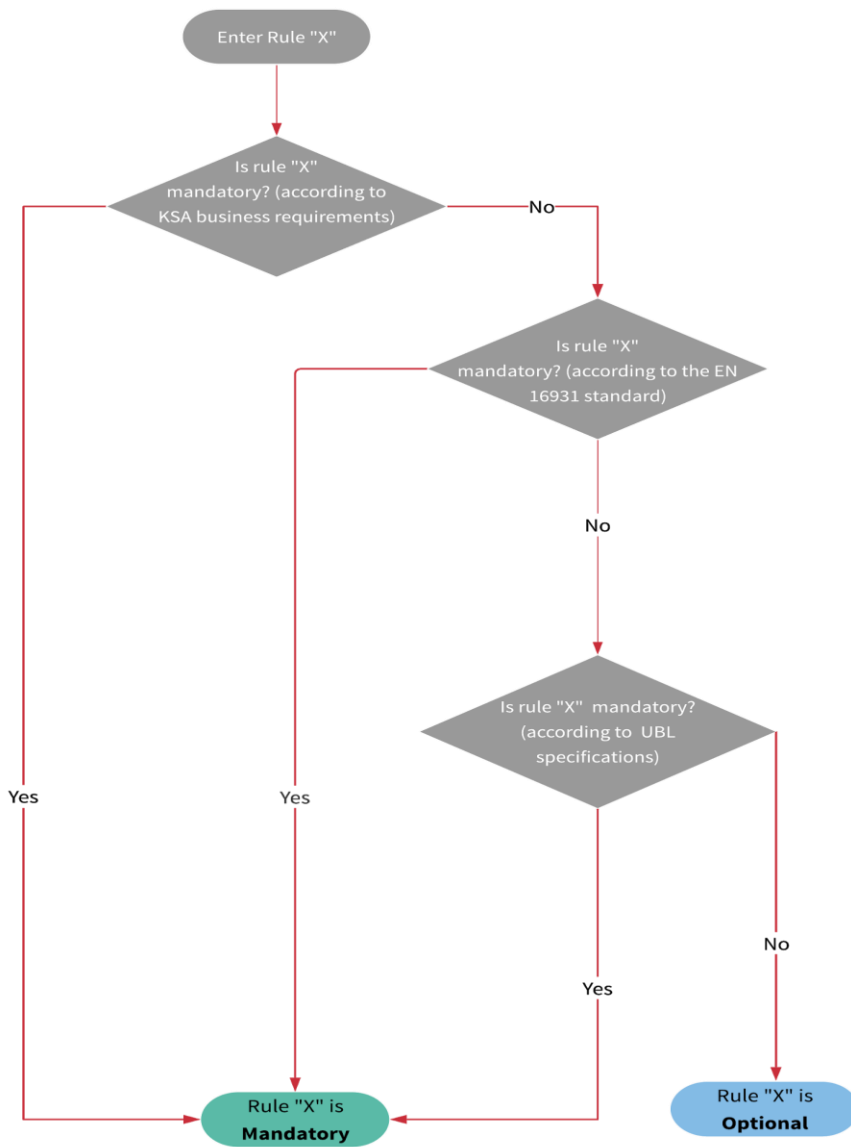 Enter Rule "X"
Is rule "X"
mandatory? (according to
KSA business requirements)
No
Is rule "X"
mandatory? (according to the EN
16931 standard)
No
Is rule "X" mandatory?
(according to UBL
specifications)
Yes
Yes
No
Yes
Rule "X" is
Mandatory
Rule "X" is
Optional